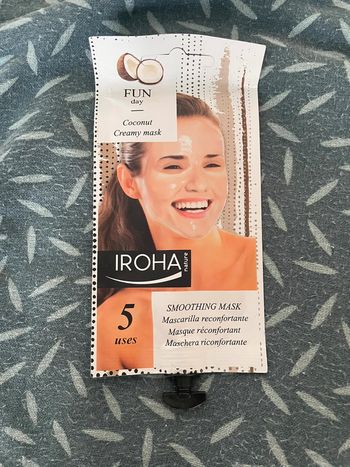 FUN
day
Coconut
Creamy mask
IROHA
nature
5
uses
SMOOTHING MASK
Mascarilla reconfortante
Masque réconfortant
Maschera riconfortante